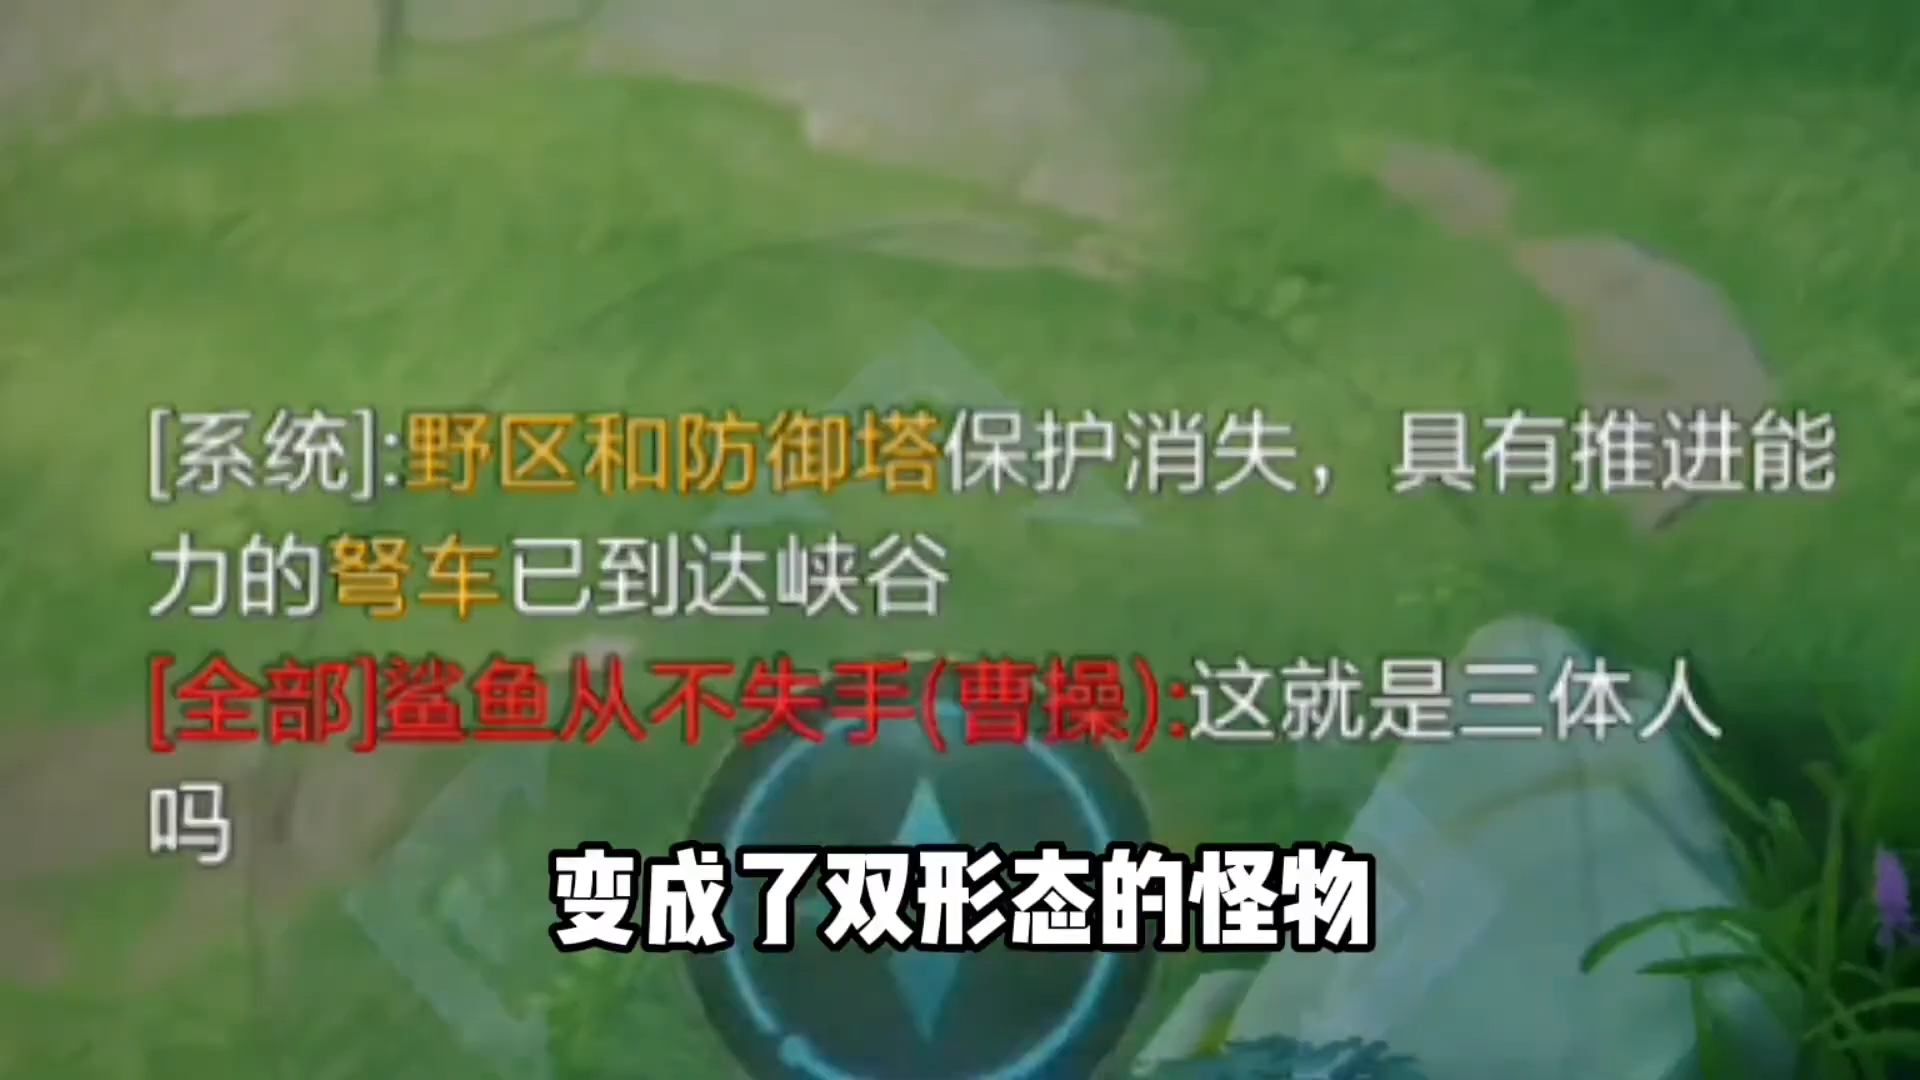 [系统]:野区和防御塔保护消失，具有推进能
力的弩车已到达峡谷
[全部]鲨鱼从不失手(曹操):这就是三体人
吗
变成了双形态的怪物